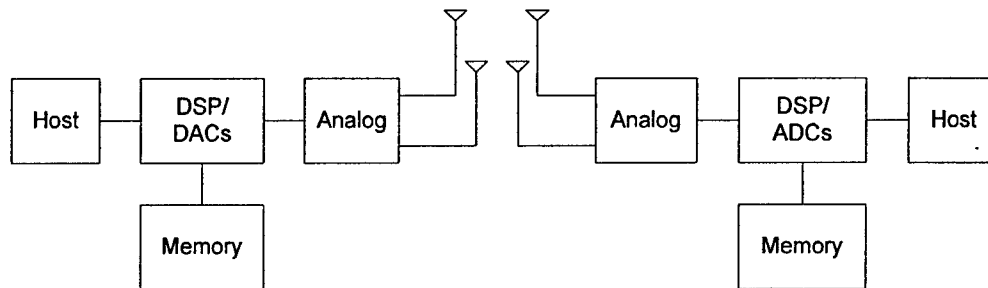 Host
DSP/
DACs
Analog
Analog
DSP/
ADCs
Host
Memory
Memory